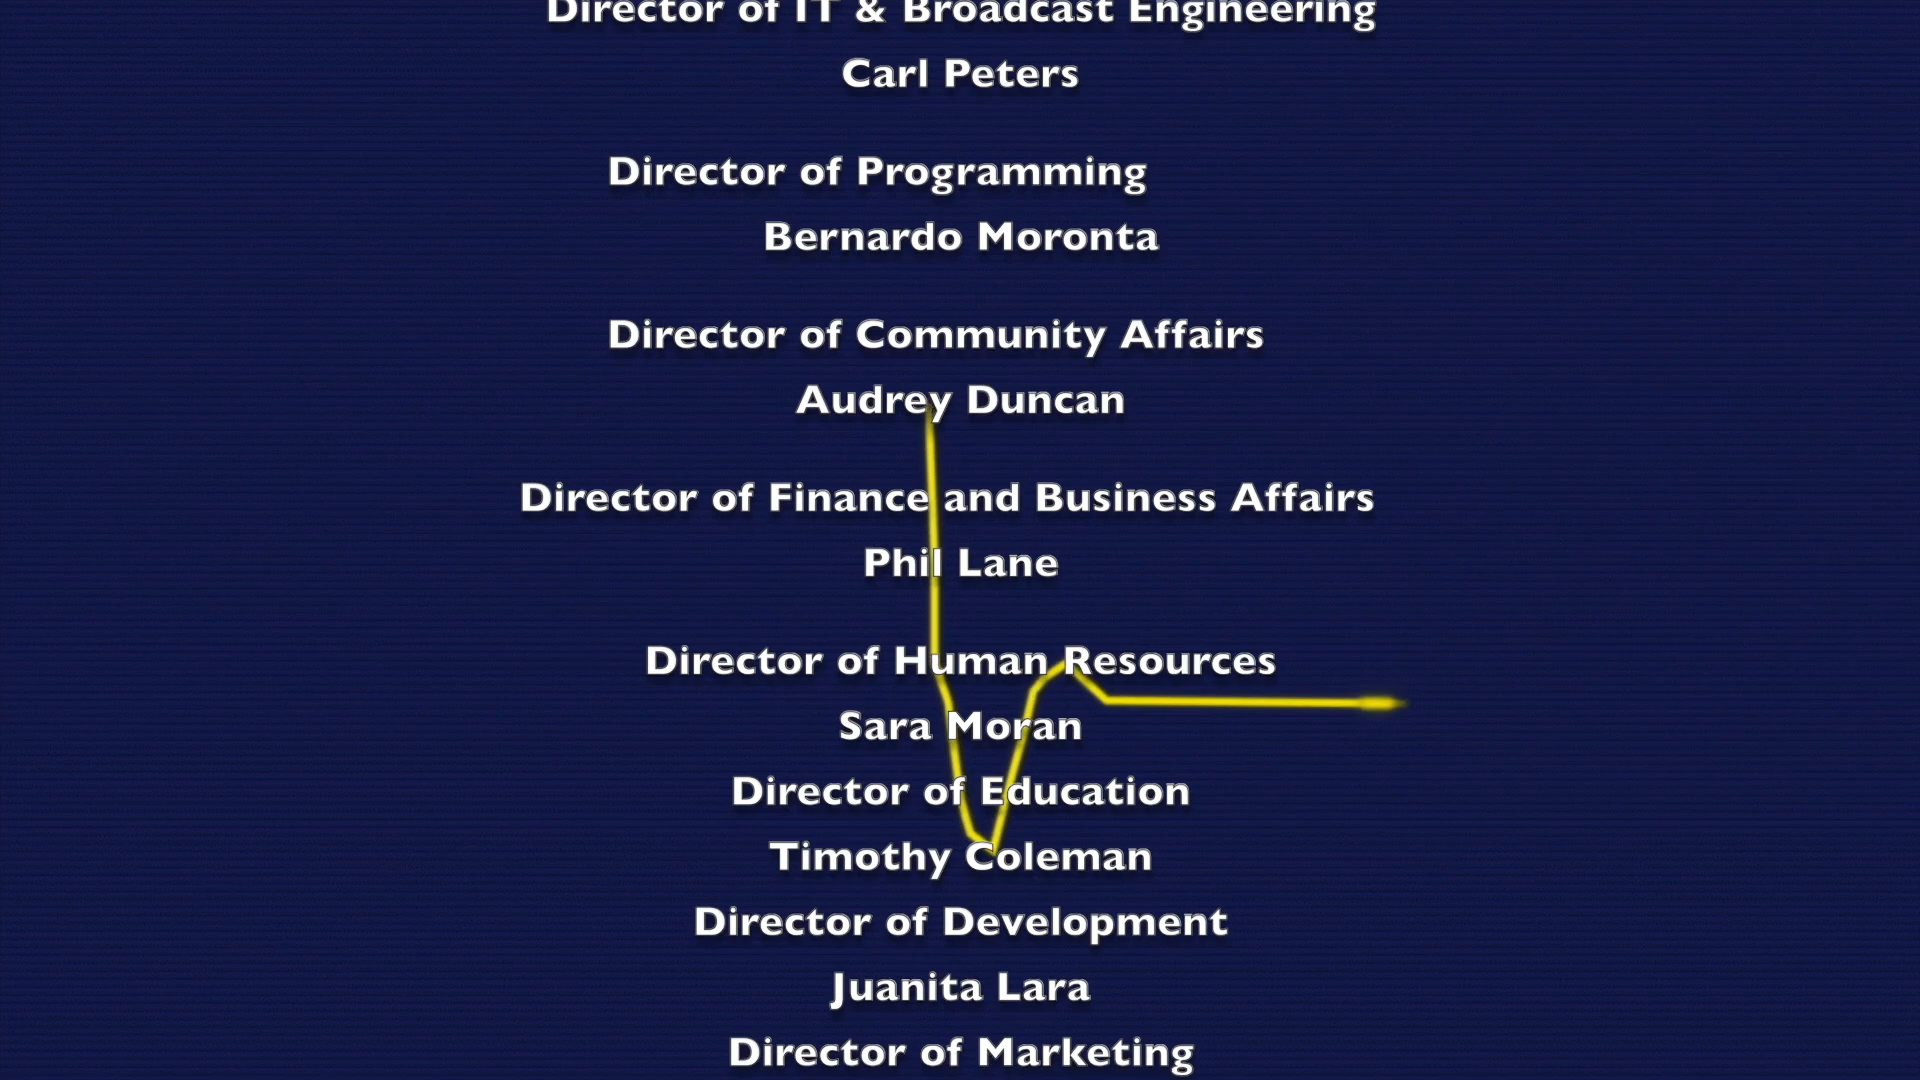 Director of IT & Broadcast Engineering
Carl Peters
Director of Programming
Bernardo Moronta
Director of Community Affairs
Audrey Duncan
Director of Finance and Business Affairs
Phil Lane
Director of Human Resources
Sara Moran
Director of Education
Timothy Coleman
Director of Development
Juanita Lara
Director of Marketing